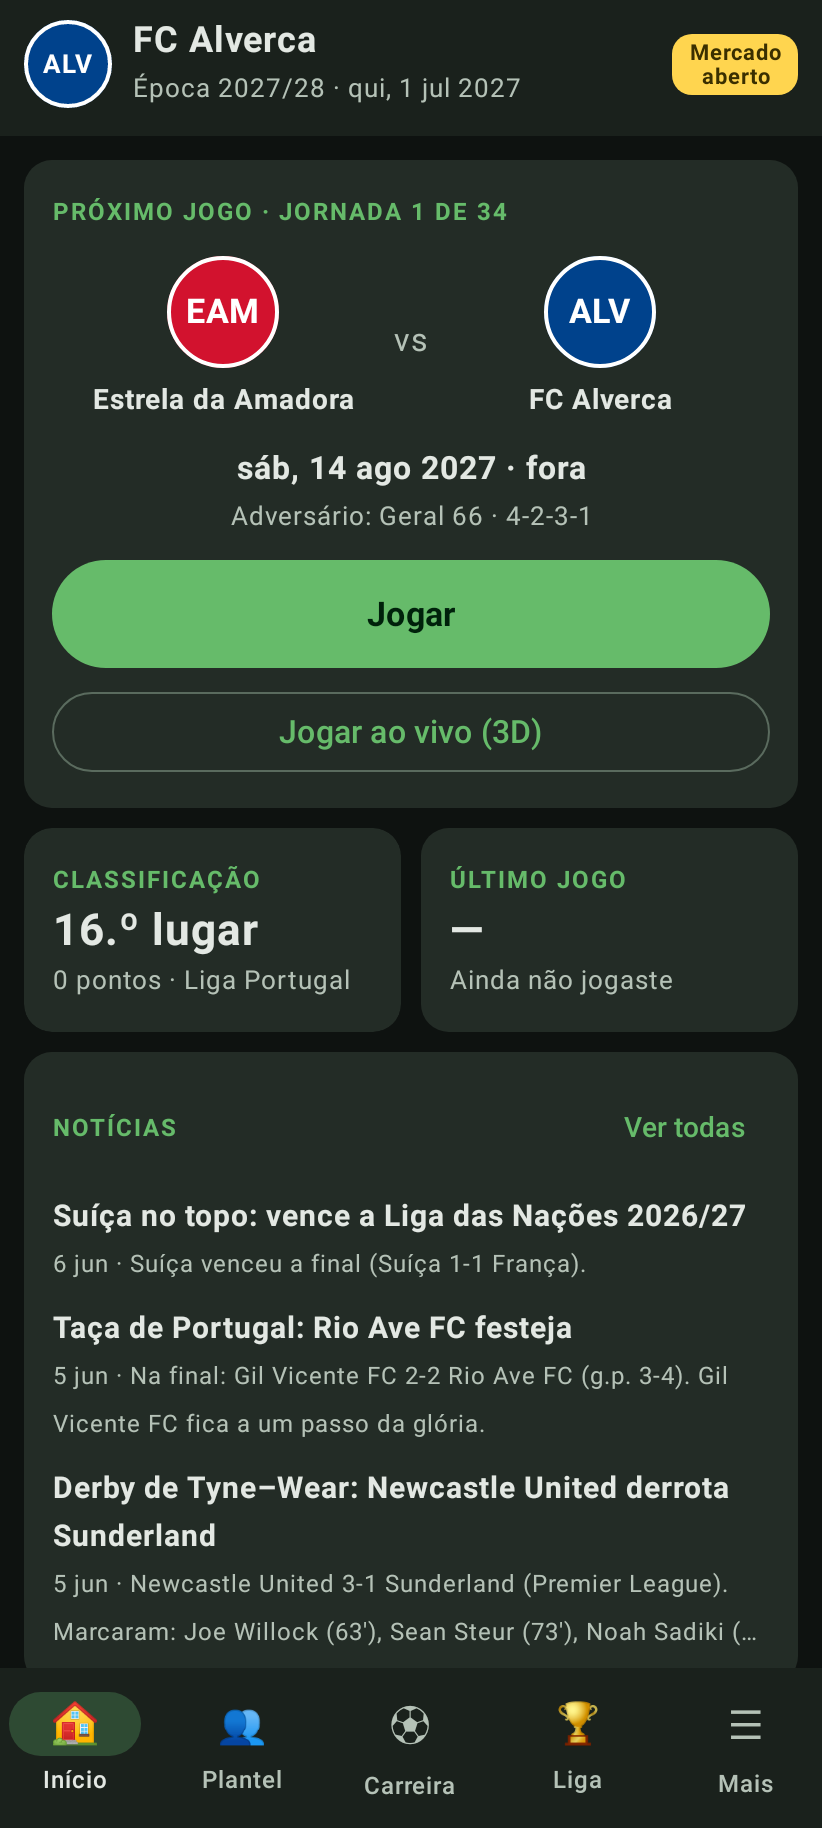 ALV
FC Alverca
Época 2027/28 · qui, 1 jul 2027
Mercado
aberto
PRÓXIMO JOGO · JORNADA 1 DE 34
EAM
vs
ALV
Estrela da Amadora
FC Alverca
sáb, 14 ago 2027 · fora
Adversário: Geral 66 · 4-2-3-1
Jogar
Jogar ao vivo (3D)
CLASSIFICAÇÃO
16.º lugar
0 pontos · Liga Portugal
ÚLTIMO JOGO
—
Ainda não jogaste
NOTÍCIAS
Ver todas
Suíça no topo: vence a Liga das Nações 2026/27
6 jun · Suíça venceu a final (Suíça 1-1 França).
Taça de Portugal: Rio Ave FC festeja
5 jun · Na final: Gil Vicente FC 2-2 Rio Ave FC (g.p. 3-4). Gil
Vicente FC fica a um passo da glória.
Derby de Tyne–Wear: Newcastle United derrota
Sunderland
5 jun · Newcastle United 3-1 Sunderland (Premier League).
Marcaram: Joe Willock (63'), Sean Steur (73'), Noah Sadiki (…
Início
Plantel
Carreira
Liga
Mais